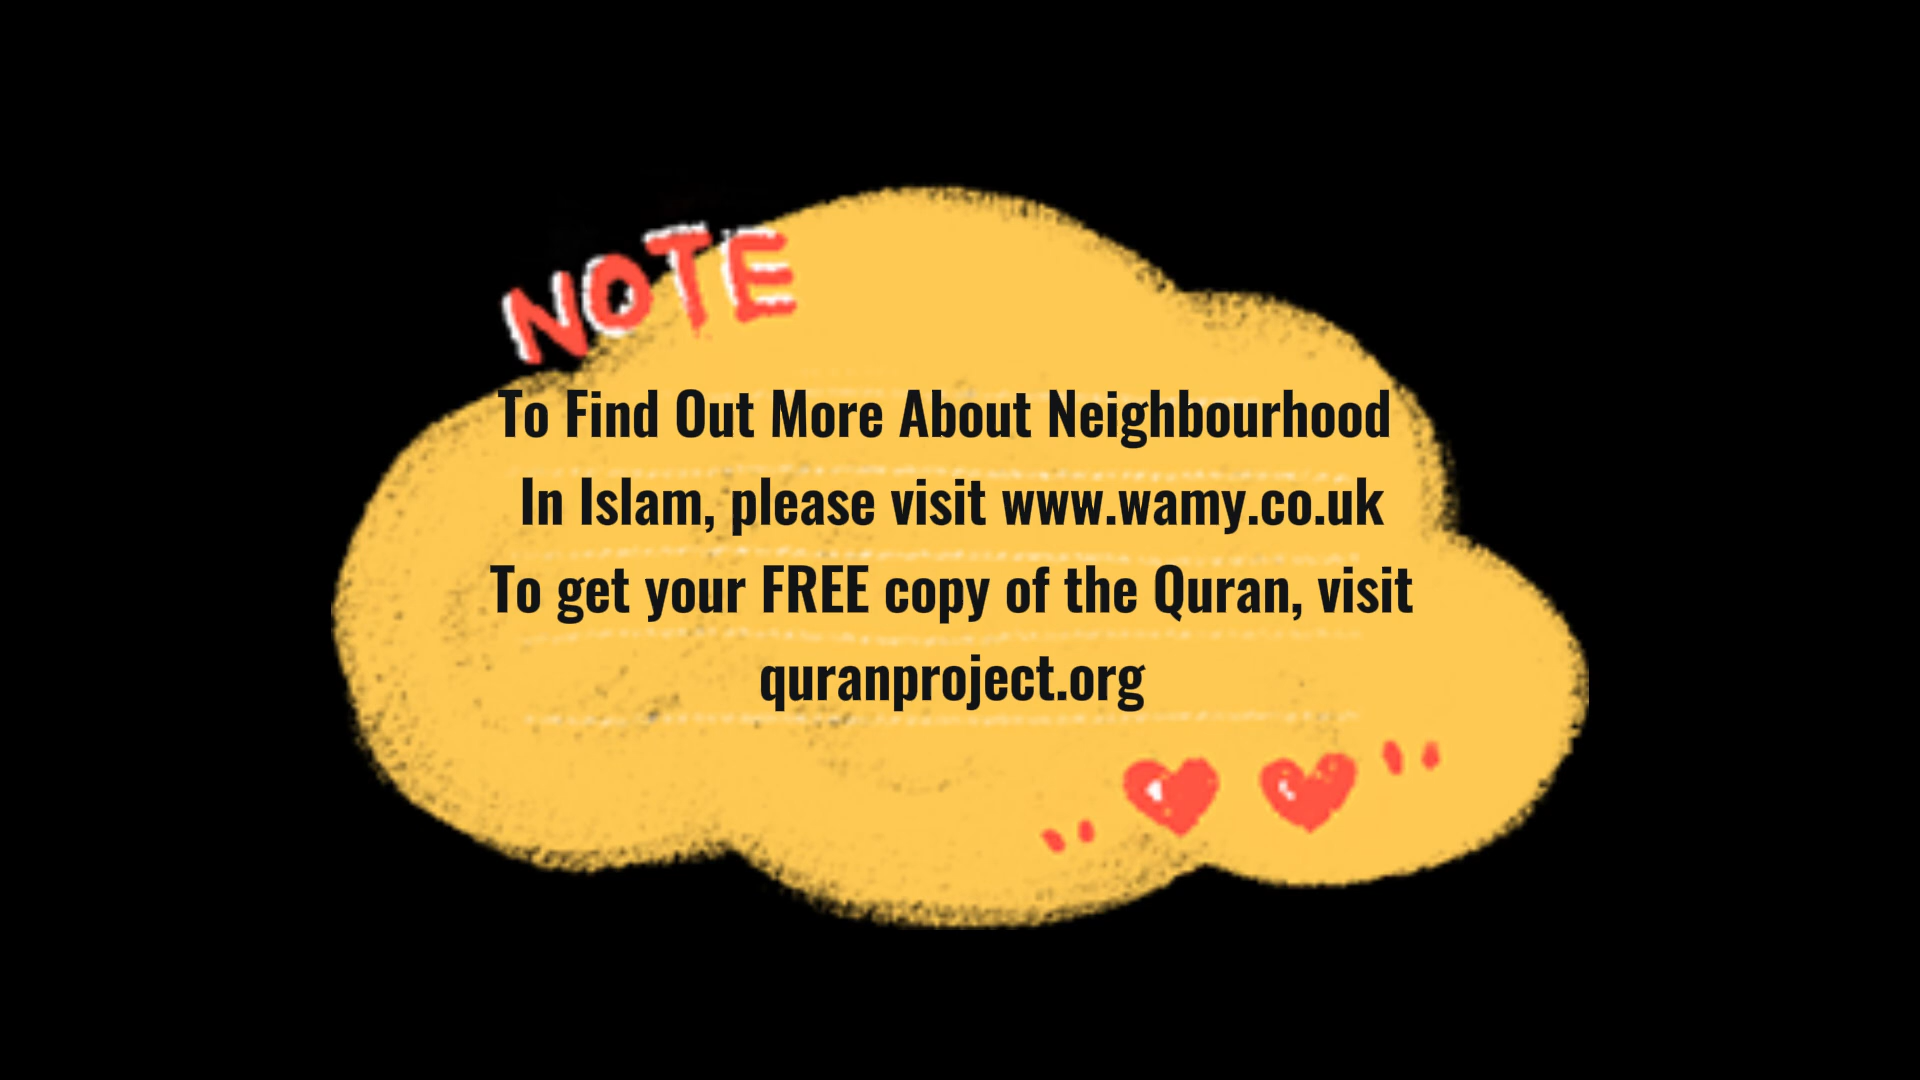 NOTE
To Find Out More About Neighbourhood
In Islam, please visit www.wamy.co.uk
To get your FREE copy of the Quran, visit
quranproject.org